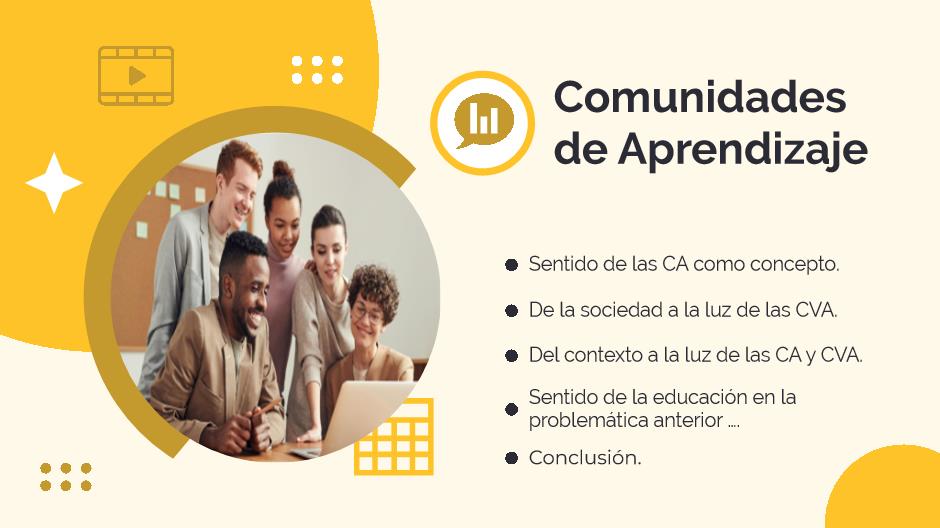 Comunidades
de Aprendizaje
Sentido de las CA como concepto.
De la sociedad a la luz de las CVA.
Del contexto a la luz de las CA y CVA.
Sentido de la educación en la
problemática anterior ....
Conclusión.